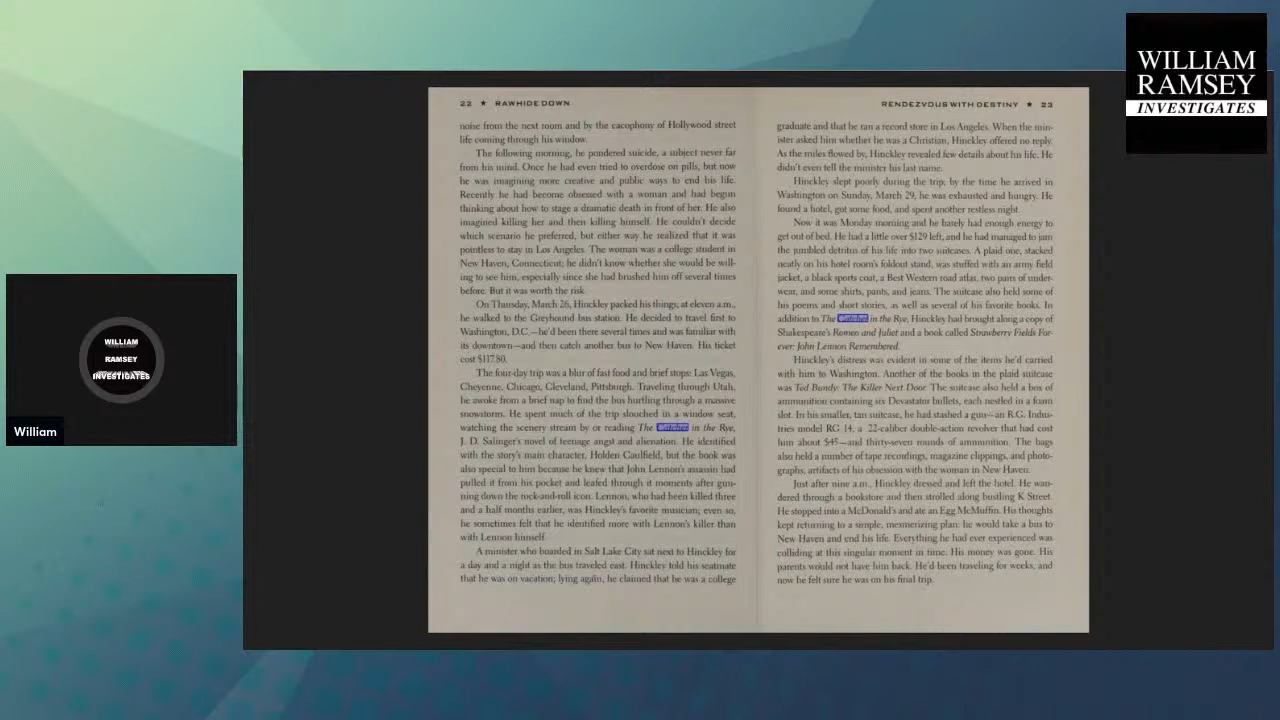 WILLIAM
RAMSEY
INVESTIGATES
WILLIAM
RAMSEY
INVESTIGATES
William
22 ★ RAWHIDE DOWN
noise from the next room and by the cacophony of Hollywood street
life coming through his window.
The following morning, he pondered suicide, a subject never far
from his mind. Once he had even tried to overdose on pills, but now
he was imagining more creative and public ways to end his life.
Recently he had become obsessed with a woman and had begun
thinking about how to stage a dramatic death in front of her. He also
imagined killing her and then killing himself. He couldn't decide
which scenario he preferred, but either way he realized that it was
pointless to stay in Los Angeles. The woman was a college student in
New Haven, Connecticut; he didn't know whether she would be will-
ing to see him, especially since she had brushed him off several times
before. But it was worth the risk.
On Thursday, March 26, Hinckley packed his things; at eleven a.m.,
he walked to the Greyhound bus station. He decided to travel first to
Washington, D.C.—he'd been there several times and was familiar with
its downtown—and then catch another bus to New Haven. His ticket
cost $117.80.
The four-day trip was a blur of fast food and brief stops: Las Vegas,
Cheyenne, Chicago, Cleveland, Pittsburgh. Traveling through Utah,
he awoke from a brief nap to find the bus hurtling through a massive
snowstorm. He spent much of the trip slouched in a window seat,
watching the scenery stream by or reading The Catcher in the Rye,
J. D. Salinger's novel of teenage angst and alienation. He identified
with the story's main character, Holden Caulfield, but the book was
also special to him because he knew that John Lennon's assassin had
pulled it from his pocket and leafed through it moments after gun-
ning down the rock-and-roll icon. Lennon, who had been killed three
and a half months earlier, was Hinckley's favorite musician; even so,
he sometimes felt that he identified more with Lennon's killer than
with Lennon himself.
A minister who boarded in Salt Lake City sat next to Hinckley for
a day and a night as the bus traveled east. Hinckley told his seatmate
that he was on vacation; lying again, he claimed that he was a college
RENDEZVOUS WITH DESTINY ★ 23
graduate and that he ran a record store in Los Angeles. When the min-
ister asked him whether he was a Christian, Hinckley offered no reply.
As the miles flowed by, Hinckley revealed few details about his life. He
didn't even tell the minister his last name.
Hinckley slept poorly during the trip; by the time he arrived in
Washington on Sunday, March 29, he was exhausted and hungry. He
found a hotel, got some food, and spent another restless night.
Now it was Monday morning and he barely had enough energy to
get out of bed. He had a little over $129 left, and he had managed to jam
the jumbled detritus of his life into two suitcases. A plaid one, stacked
neatly on his hotel room's foldout stand, was stuffed with an army field
jacket, a black sports coat, a Best Western road atlas, two pairs of under-
wear, and some shirts, pants, and jeans. The suitcase also held some of
his poems and short stories, as well as several of his favorite books. In
addition to The Catcher in the Rye, Hinckley had brought along a copy of
Shakespeare's Romeo and Juliet and a book called Strawberry Fields For-
ever: John Lennon Remembered.
Hinckley's distress was evident in some of the items he'd carried
with him to Washington. Another of the books in the plaid suitcase
was Ted Bundy: The Killer Next Door. The suitcase also held a box of
ammunition containing six Devastator bullets, each nestled in a foam
slot. In his smaller, tan suitcase, he had stashed a gun—an R.G. Indus-
tries model RG 14, a 22-caliber double-action revolver that had cost
him about $45—and thirty-seven rounds of ammunition. The bags
also held a number of tape recordings, magazine clippings, and photo-
graphs, artifacts of his obsession with the woman in New Haven.
Just after nine a.m., Hinckley dressed and left the hotel. He wan-
dered through a bookstore and then strolled along bustling K Street.
He stopped into a McDonald's and ate an Egg McMuffin. His thoughts
kept returning to a simple, mesmerizing plan: he would take a bus to
New Haven and end his life. Everything he had ever experienced was
colliding at this singular moment in time. His money was gone. His
parents would not have him back. He'd been traveling for weeks, and
now he felt sure he was on his final trip.